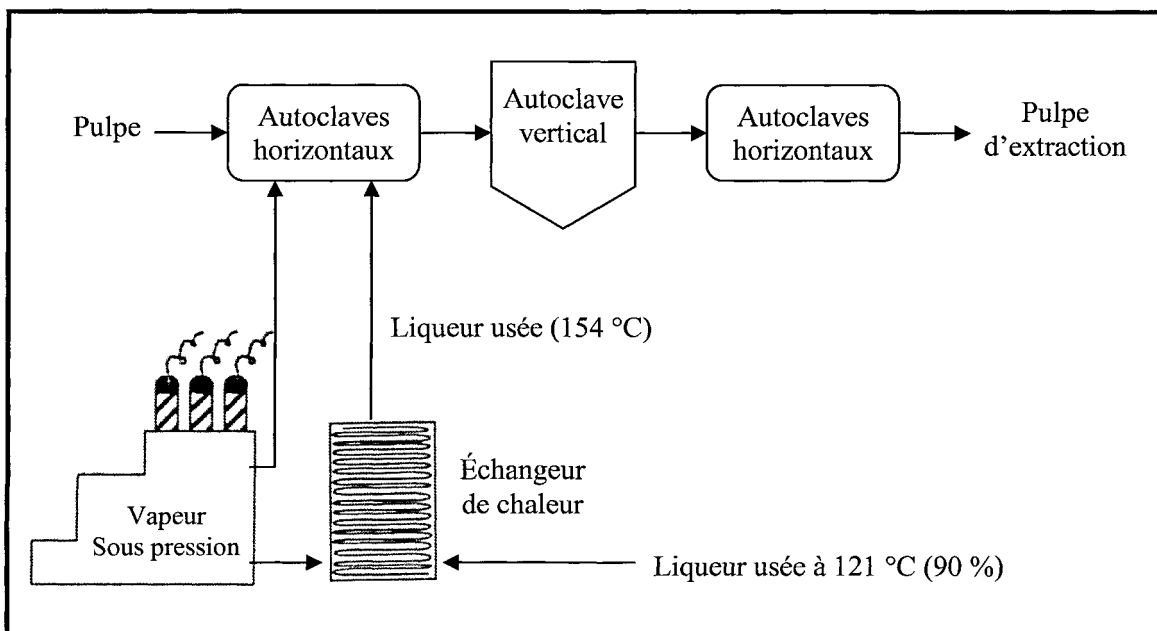 Pulpe
Autoclaves
horizontaux
Autoclave
vertical
Autoclaves
horizontaux
Pulpe
d'extraction
Liqueur usée (154 °C)
Échangeur
de chaleur
Vapeur
Sous pression
Liqueur usée à 121 °C (90 %)